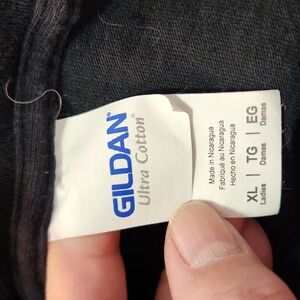 GILDAN®
Ultra Cotton®
Made in Nicaragua
Fabriqué au Nicaragua
Hecho en Nicaragua
XL | TG | EG
Ladies Dames Damas